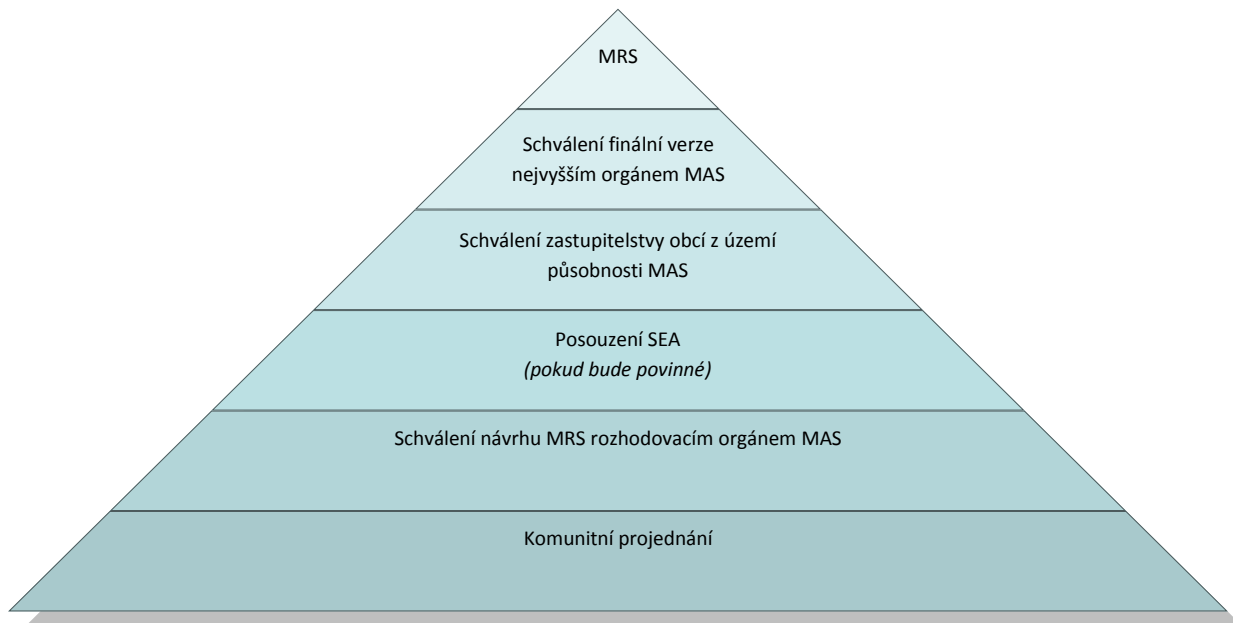 MRS
Schválení finální verze
nejvyšším orgánem MAS
Schválení zastupitelstvy obcí z území
působnosti MAS
Posouzení SEA
(pokud bude povinné)
Schválení návrhu MRS rozhodovacím orgánem MAS
Komunitní projednání